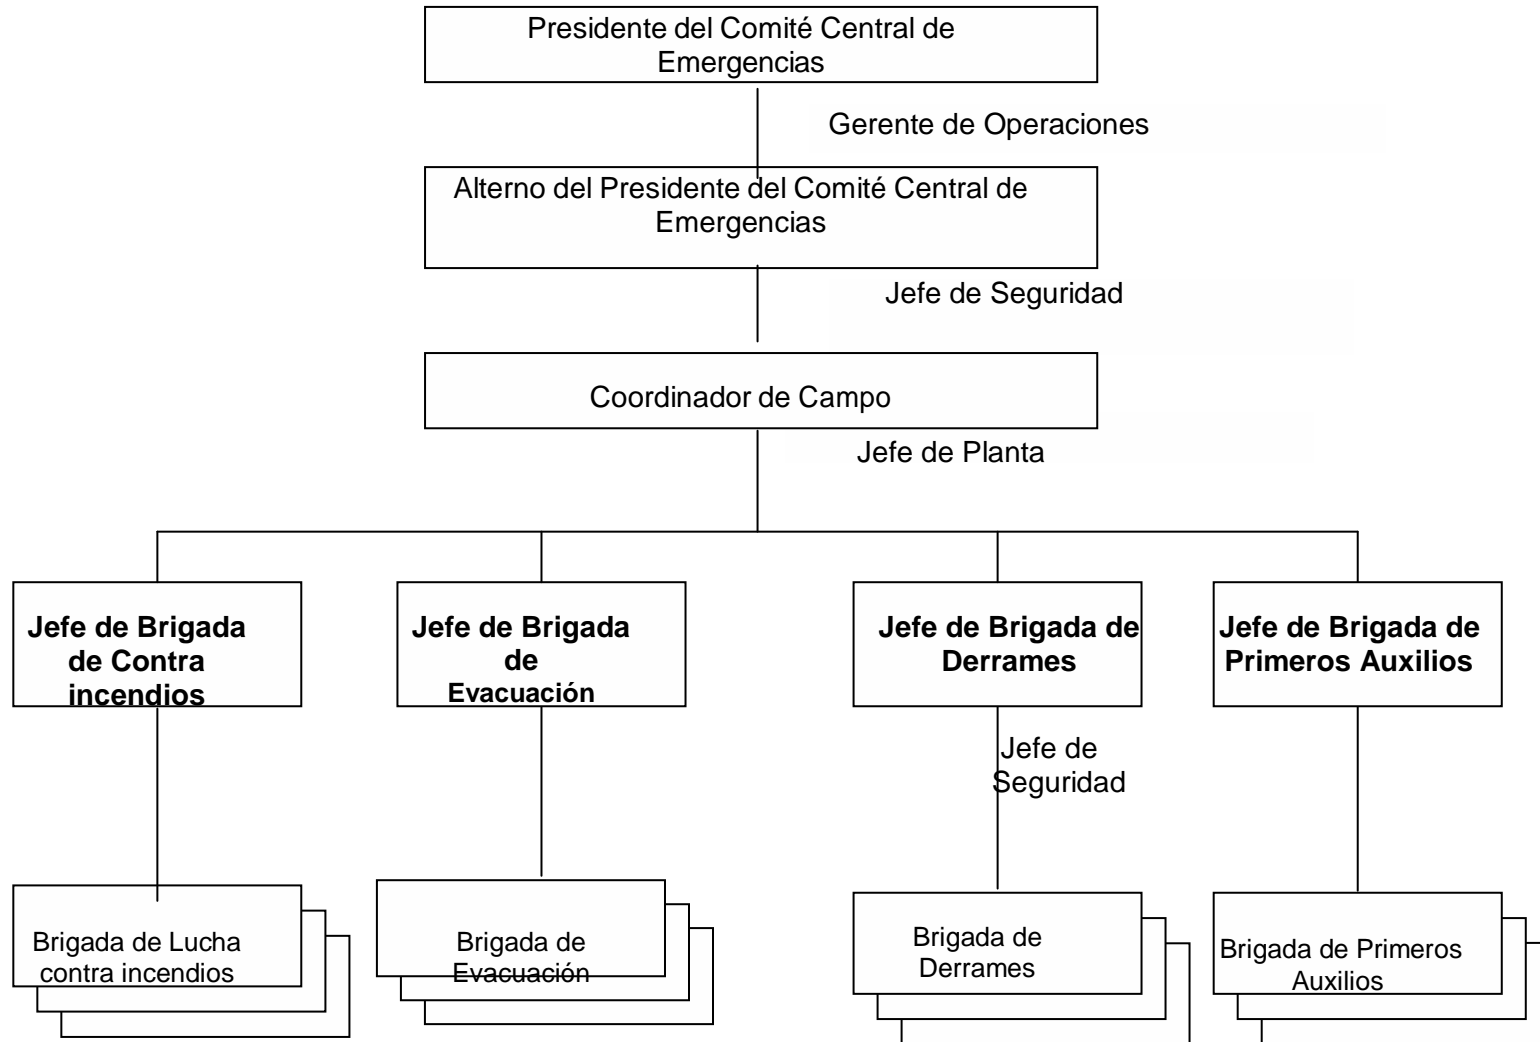 Presidente del Comité Central de
Emergencias
Gerente de Operaciones
Alterno del Presidente del Comité Central de
Emergencias
Jefe de Seguridad
Coordinador de Campo
Jefe de Planta
Jefe de Brigada
de Contra
incendios
Jefe de Brigada
de
Evacuación
Jefe de Brigada de
Derrames
Jefe de Brigada de
Primeros Auxilios
Jefe de
Seguridad
Brigada de Lucha
contra incendios
Brigada de
Evacuación
Brigada de
Derrames
Brigada de Primeros
Auxilios